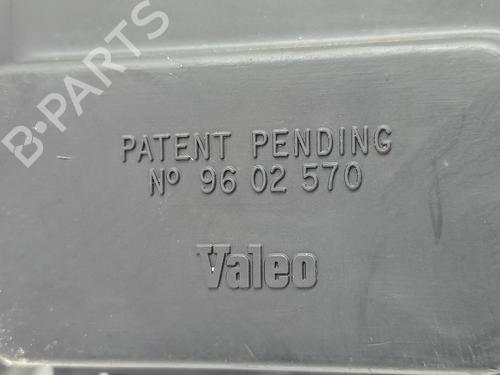 B-PARTS
PATENT PENDING
Nº 96 02 570
Valeo